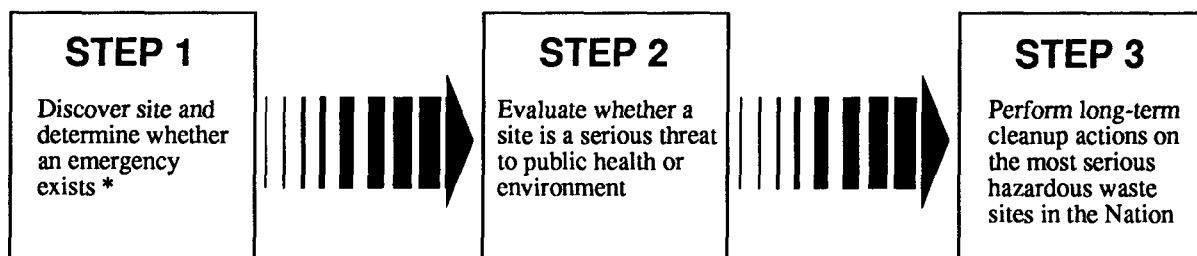 STEP 1
Discover site and
determine whether
an emergency
exists *
STEP 2
Evaluate whether a
site is a serious threat
to public health or
environment
STEP 3
Perform long-term
cleanup actions on
the most serious
hazardous waste
sites in the Nation